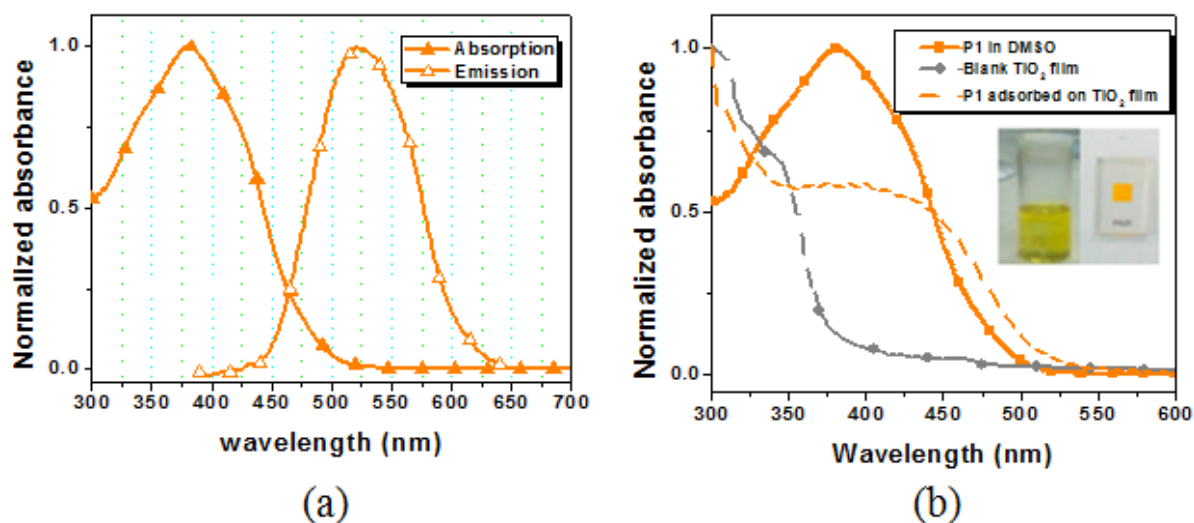 Normalized absorbance
1.0
0.5
0.0
Absorption
Emission
300 350 400 450 500 550 600 650 700
wavelength (nm)
(a)
Normalized absorbance
1.0
0.5
0.0
P1 in DMSO
Blank TiO₂ film
P1 adsorbed on TiO₂ film
300 350 400 450 500 550 600
Wavelength (nm)
(b)